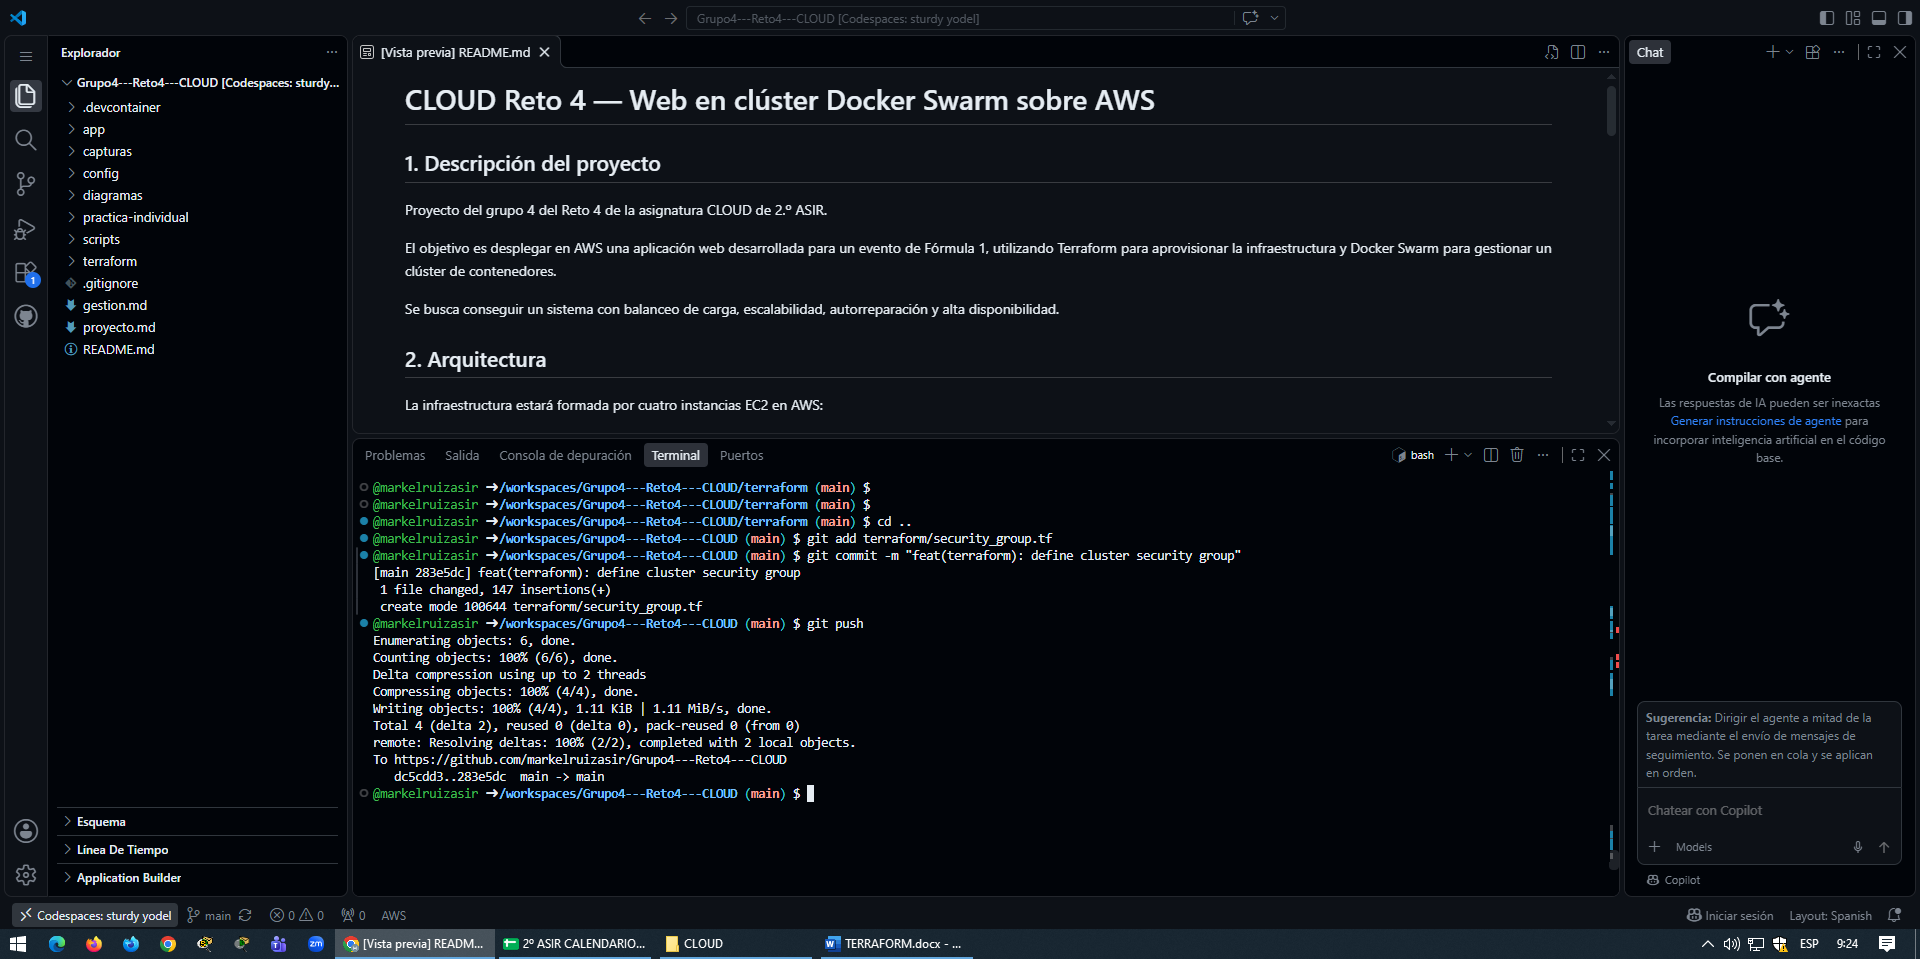 Grupo4---Reto4---CLOUD [Codespaces: sturdy yodel]
Explorador
Grupo4---Reto4---CLOUD [Codespaces: sturdy...
.devcontainer
app
capturas
config
diagramas
practica-individual
scripts
terraform
.gitignore
gestion.md
proyecto.md
README.md
1
Esquema
Línea De Tiempo
Application Builder
[Vista previa] README.md
CLOUD Reto 4 — Web en clúster Docker Swarm sobre AWS
1. Descripción del proyecto
Proyecto del grupo 4 del Reto 4 de la asignatura CLOUD de 2.º ASIR.
El objetivo es desplegar en AWS una aplicación web desarrollada para un evento de Fórmula 1, utilizando Terraform para aprovisionar la infraestructura y Docker Swarm para gestionar un
clúster de contenedores.
Se busca conseguir un sistema con balanceo de carga, escalabilidad, autorreparación y alta disponibilidad.
2. Arquitectura
La infraestructura estará formada por cuatro instancias EC2 en AWS:
Problemas Salida Consola de depuración Terminal Puertos bash
@markelruizasir ➜/workspaces/Grupo4---Reto4---CLOUD/terraform (main) $
@markelruizasir ➜/workspaces/Grupo4---Reto4---CLOUD/terraform (main) $
@markelruizasir ➜/workspaces/Grupo4---Reto4---CLOUD/terraform (main) $ cd ..
@markelruizasir ➜/workspaces/Grupo4---Reto4---CLOUD (main) $ git add terraform/security_group.tf
@markelruizasir ➜/workspaces/Grupo4---Reto4---CLOUD (main) $ git commit -m "feat(terraform): define cluster security group"
[main 283e5dc] feat(terraform): define cluster security group
1 file changed, 147 insertions(+)
create mode 100644 terraform/security_group.tf
@markelruizasir ➜/workspaces/Grupo4---Reto4---CLOUD (main) $ git push
Enumerating objects: 6, done.
Counting objects: 100% (6/6), done.
Delta compression using up to 2 threads
Compressing objects: 100% (4/4), done.
Writing objects: 100% (4/4), 1.11 KiB | 1.11 MiB/s, done.
Total 4 (delta 2), reused 0 (delta 0), pack-reused 0 (from 0)
remote: Resolving deltas: 100% (2/2), completed with 2 local objects.
To https://github.com/markelruizasir/Grupo4---Reto4---CLOUD
dc5cdd3..283e5dc main -> main
@markelruizasir ➜/workspaces/Grupo4---Reto4---CLOUD (main) $
Chat
Compilar con agente
Las respuestas de IA pueden ser inexactas
Generar instrucciones de agente para
incorporar inteligencia artificial en el código
base.
Sugerencia: Dirigir el agente a mitad de la
tarea mediante el envío de mensajes de
seguimiento. Se ponen en cola y se aplican
en orden.
Chatear con Copilot
Models
Copilot
Codespaces: sturdy yodel main 0 0 0 AWS Iniciar sesión Layout: Spanish
zm [Vista previa] READM... 2º ASIR CALENDARIO... CLOUD TERRAFORM.docx - ... ESP 9:24